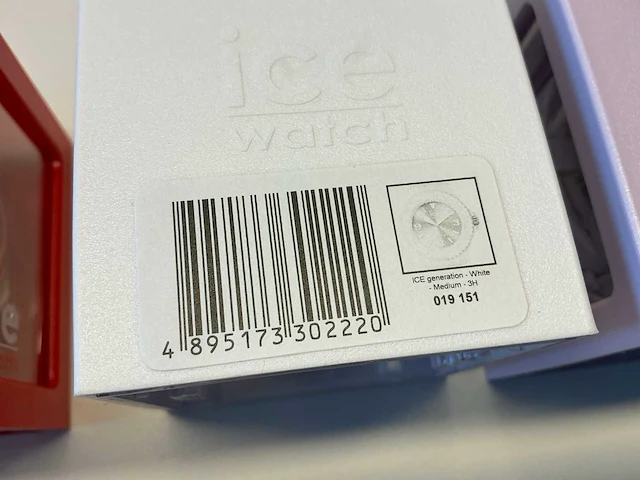 ice
watch
4 895173 302220
ICE generation - White
- Medium - 3H
019 151